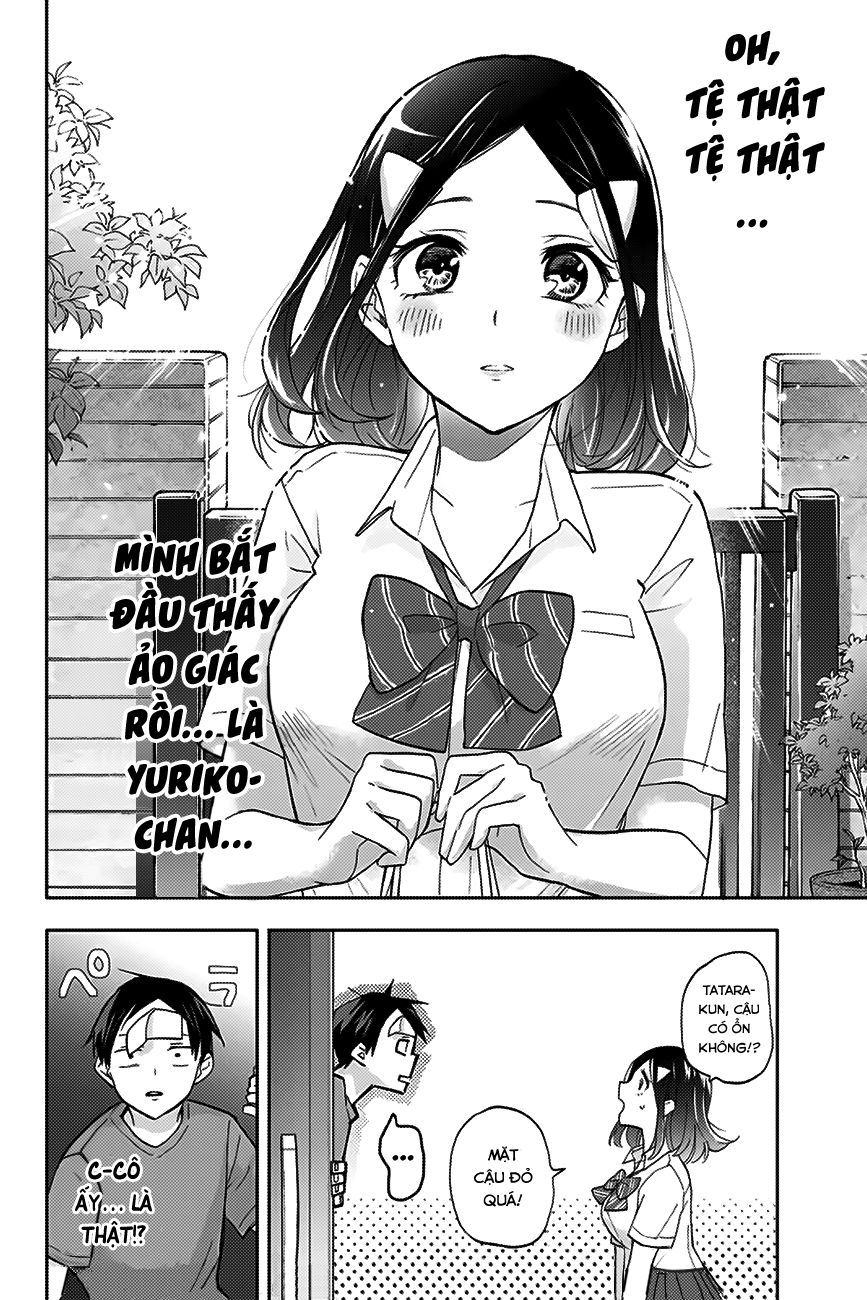 OH,
TỆ THẬT
TỆ THẬT
...
MÌNH BẮT
ĐẦU THẤY
ẢO GIÁC
RỒI... LÀ
YURIKO-
CHAN...
ペラ
C-CÔ
ẤY... LÀ
THẬT!?
TATARA-
KUN, CẬU
CÓ ỔN
KHÔNG!?
...
MẶT
CẬU ĐỎ
QUÁ!